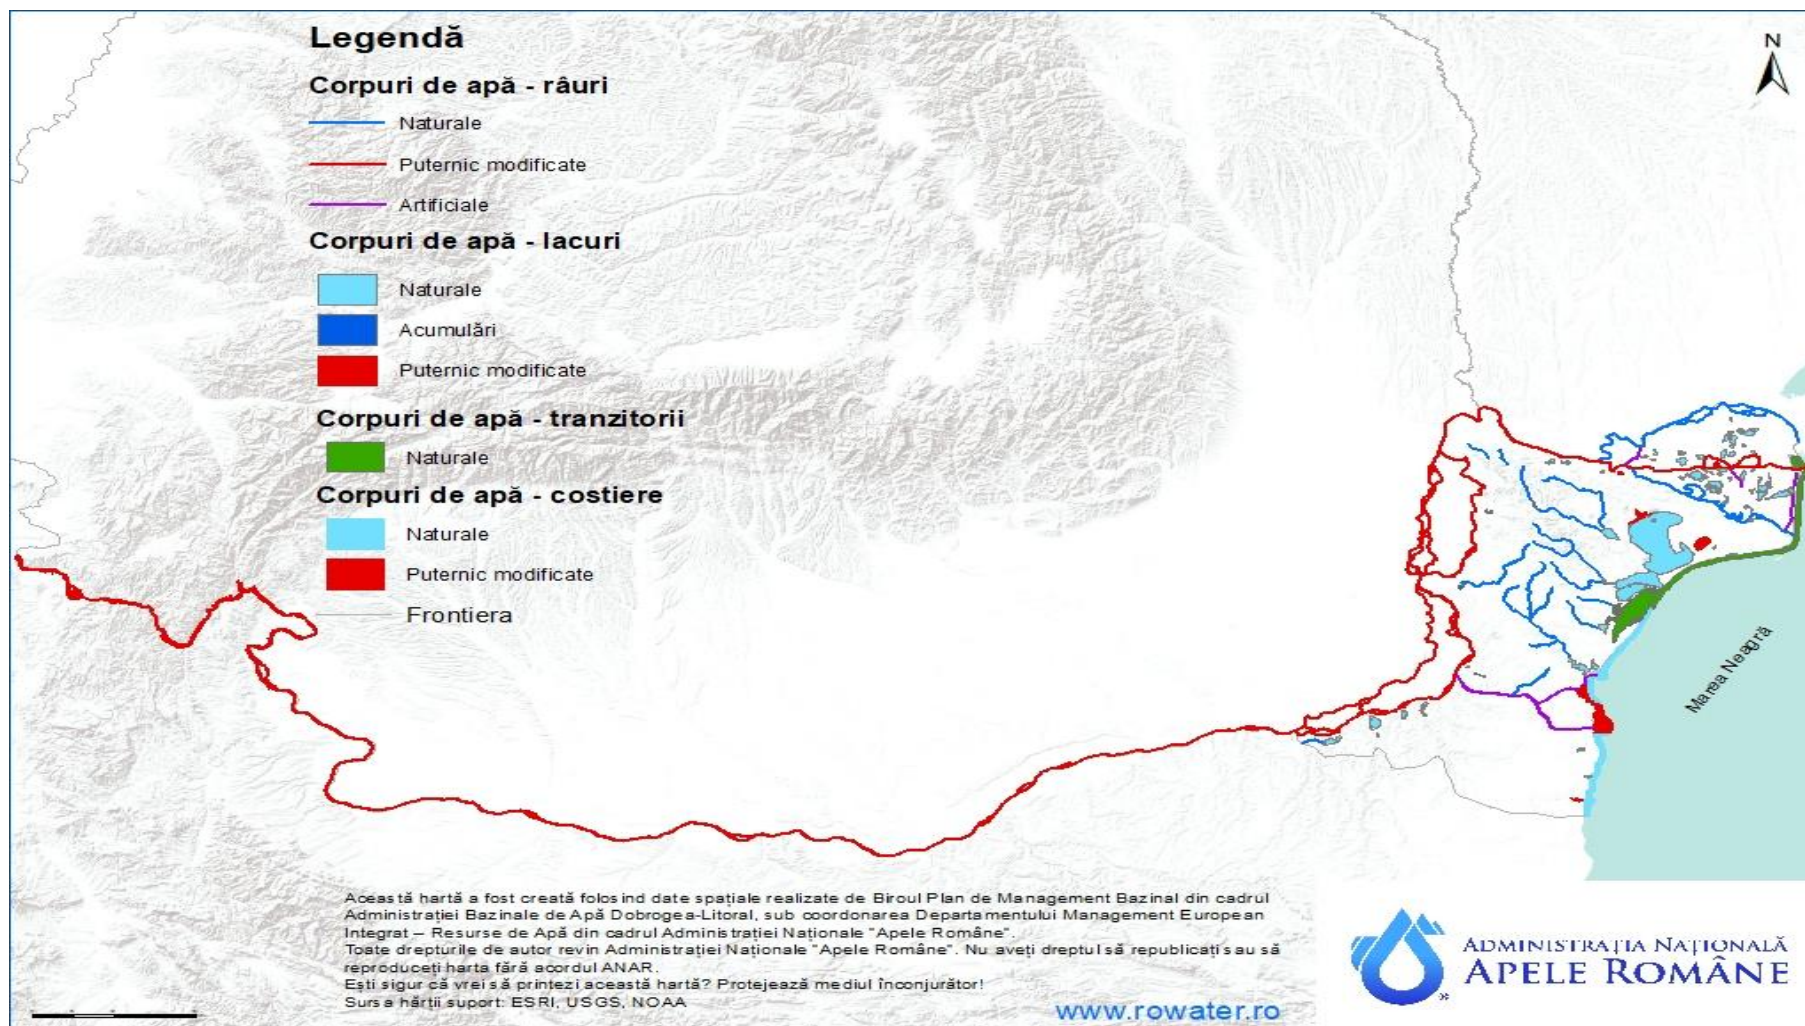 Legendă
Corpuri de apă - râuri
Naturale
Puternic modificate
Artificiale
Corpuri de apă - lacuri
Naturale
Acumulări
Puternic modificate
Corpuri de apă - tranzitorii
Naturale
Corpuri de apă - costiere
Naturale
Puternic modificate
Frontiera
N
Marea Neagră
Această hartă a fost creată folosind date spațiale realizate de Biroul Plan de Management Bazinal din cadrul
Administrației Bazinale de Apă Dobrogea-Litoral, sub coordonarea Departamentului Management European
Integrat – Resurse de Apă din cadrul Administrației Naționale "Apele Române".
Toate drepturile de autor revin Administrației Naționale "Apele Române". Nu aveți dreptul să republicați sau să
reproduceți harta fără acordul ANAR.
Ești sigur că vrei să printezi această hartă? Protejează mediul înconjurător!
Sursa hărții suport: ESRI, USGS, NOAA
www.rowater.ro
ADMINISTRAȚIA NAȚIONALĂ
APELE ROMÂNE